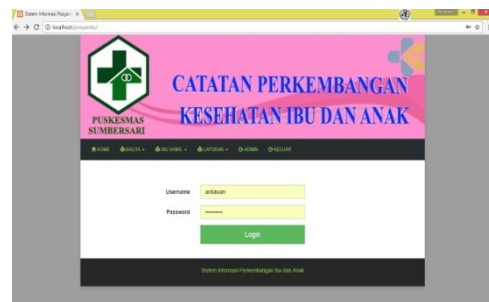 Sistem Informasi Posyan
localhost/posyandu/
CATATAN PERKEMBANGAN
KESEHATAN IBU DAN ANAK
PUSKESMAS
SUMBERSARI
HOME BALITA IBU HAMIL LAPORAN ADMIN KELUAR
Username ardiavan
Password ••••••••
Login
Sistem Informasi Perkembangan Ibu dan Anak